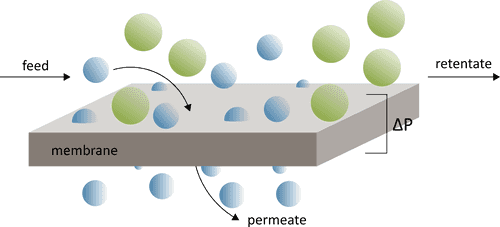 feed
retentate
ΔP
membrane
permeate